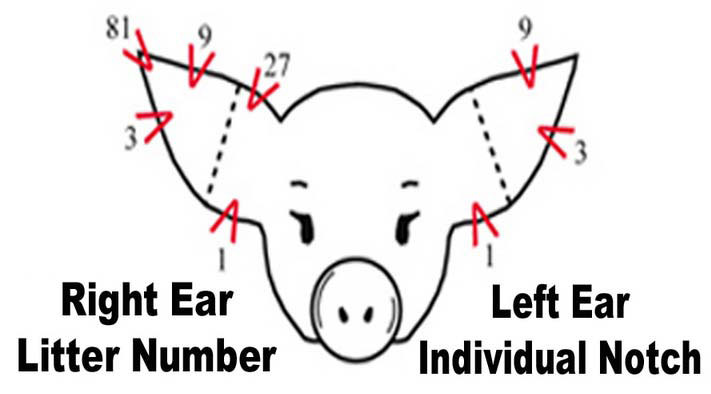 81
9
27
3
1
9
3
1
Right Ear
Litter Number
Left Ear
Individual Notch